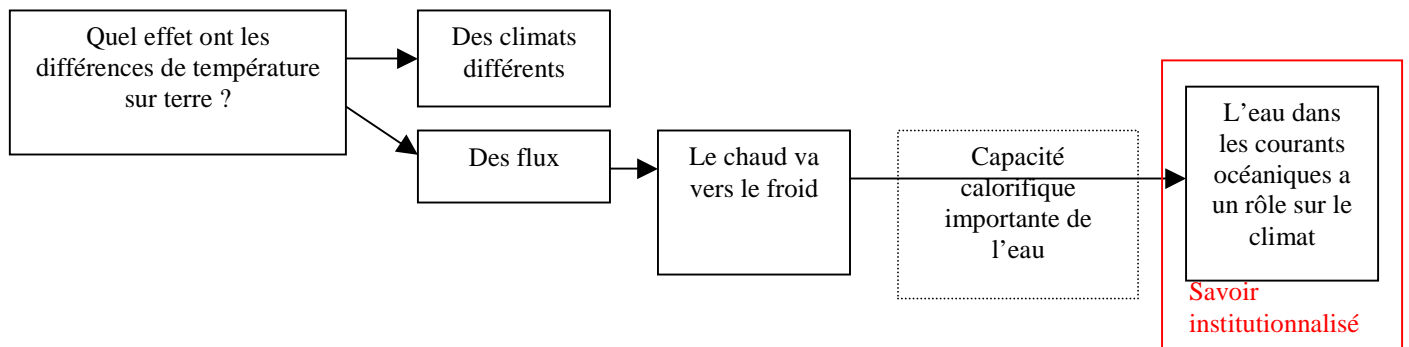 Quel effet ont les
différences de température
sur terre ?
Des climats
différents
Des flux
Le chaud va
vers le froid
Capacité
calorifique
importante de
l’eau
L’eau dans
les courants
océaniques a
un rôle sur le
climat
Savoir
institutionnalisé